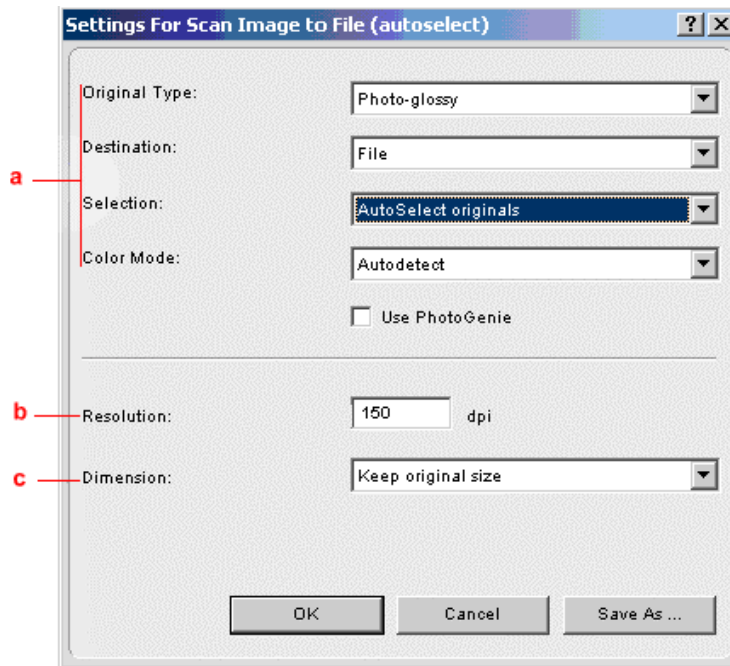 Settings For Scan Image to File (autoselect) ? X
Original Type: Photo-glossy
Destination: File
a
Selection: AutoSelect originals
Color Mode: Autodetect
Use PhotoGenie
b Resolution: 150 dpi
c Dimension: Keep original size
OK Cancel Save As ...